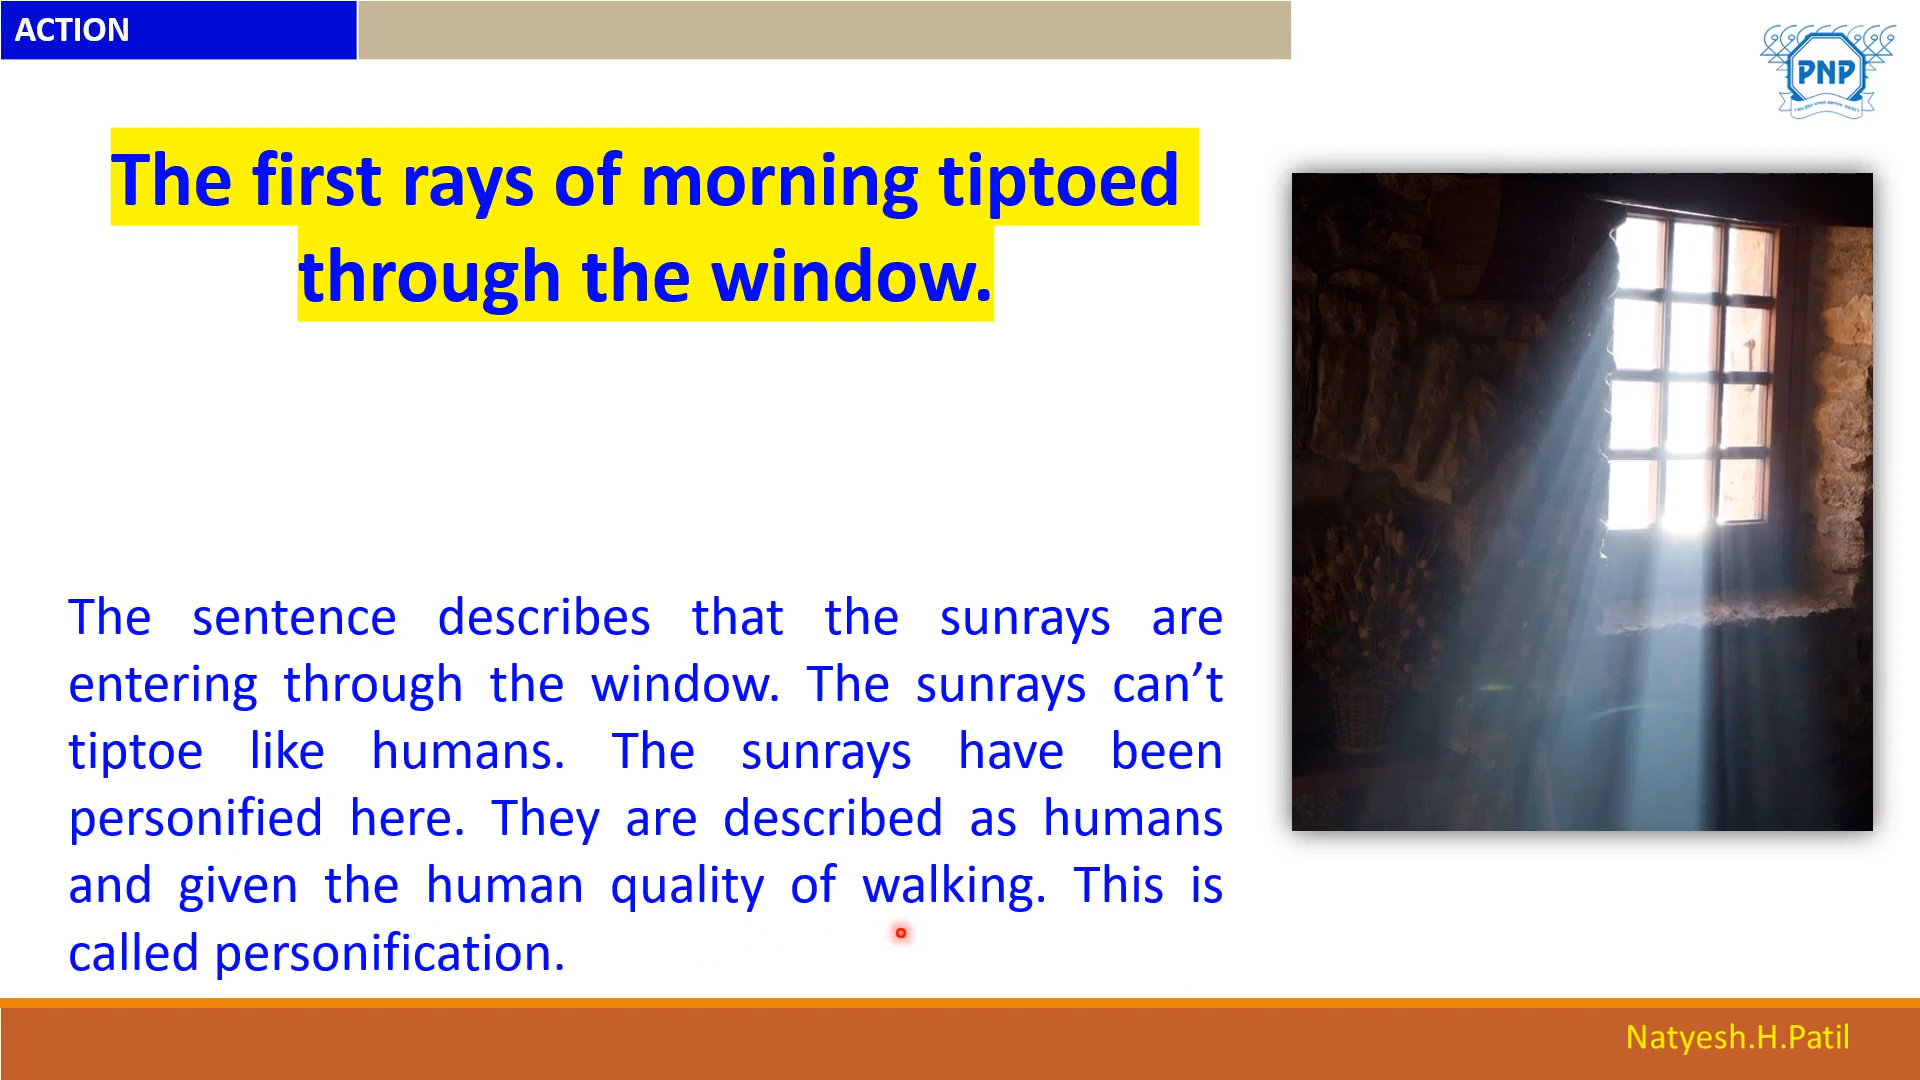 ACTION
PNP
The first rays of morning tiptoed
through the window.
The sentence describes that the sunrays are
entering through the window. The sunrays can’t
tiptoe like humans. The sunrays have been
personified here. They are described as humans
and given the human quality of walking. This is
called personification.
Natyesh.H.Patil